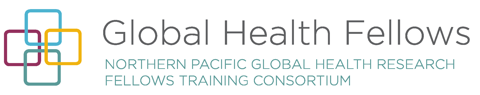 Global Health Fellows
NORTHERN PACIFIC GLOBAL HEALTH RESEARCH
FELLOWS TRAINING CONSORTIUM